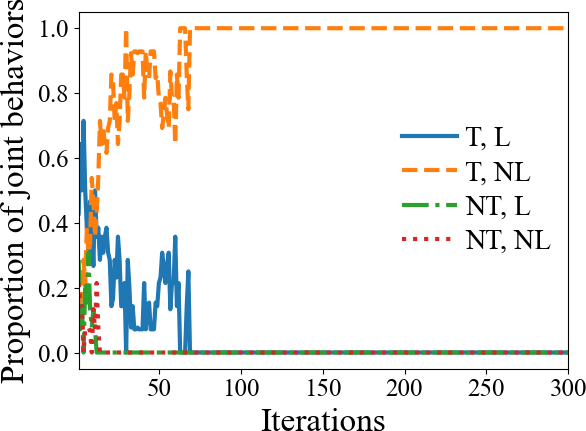 Proportion of joint behaviors
1.0
0.8
0.6
0.4
0.2
0.0
T, L
T, NL
NT, L
NT, NL
50 100 150 200 250 300
Iterations